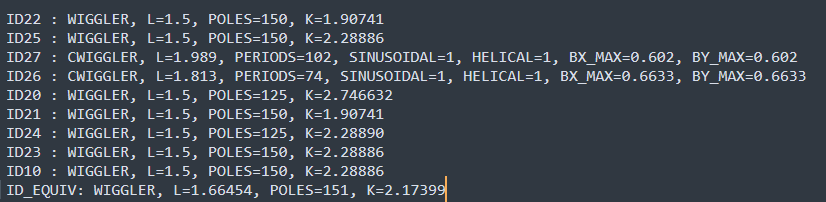 ID22 : WIGGLER, L=1.5, POLES=150, K=1.90741
ID25 : WIGGLER, L=1.5, POLES=150, K=2.28886
ID27 : CWIGGLER, L=1.989, PERIODS=102, SINUSOIDAL=1, HELICAL=1, BX_MAX=0.602, BY_MAX=0.602
ID26 : CWIGGLER, L=1.813, PERIODS=74, SINUSOIDAL=1, HELICAL=1, BX_MAX=0.6633, BY_MAX=0.6633
ID20 : WIGGLER, L=1.5, POLES=125, K=2.746632
ID21 : WIGGLER, L=1.5, POLES=150, K=1.90741
ID24 : WIGGLER, L=1.5, POLES=125, K=2.28890
ID23 : WIGGLER, L=1.5, POLES=150, K=2.28886
ID10 : WIGGLER, L=1.5, POLES=150, K=2.28886
ID_EQUIV: WIGGLER, L=1.66454, POLES=151, K=2.17399